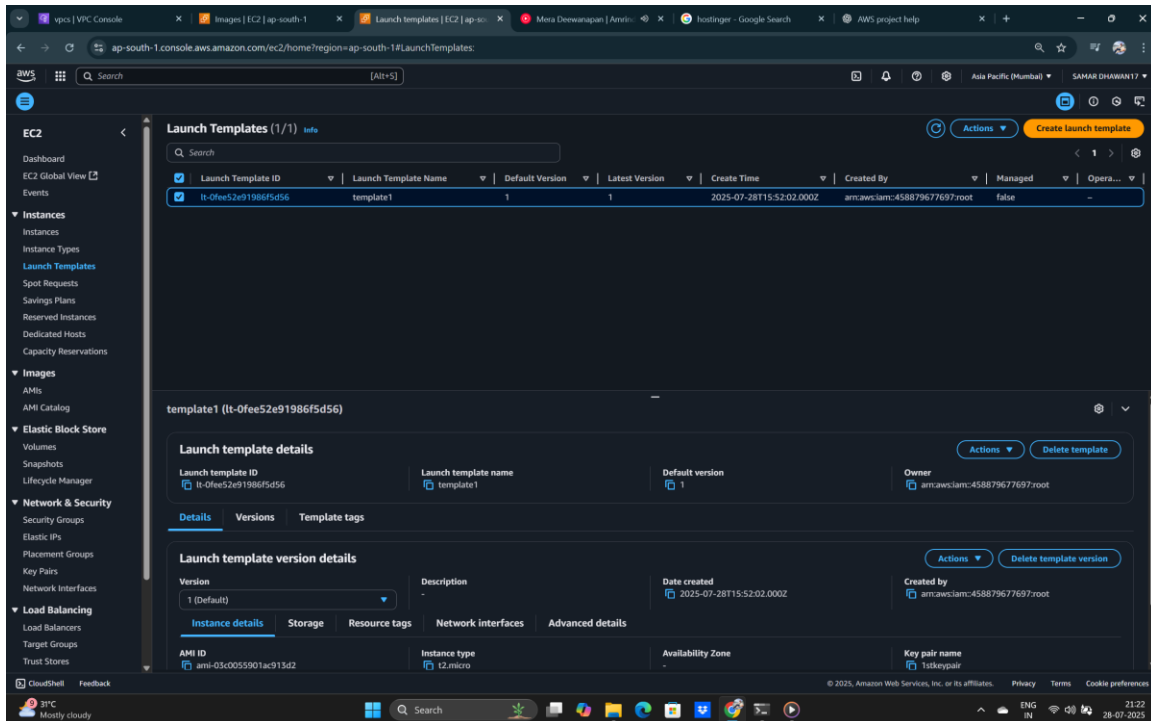 vpcs | VPC Console
Images | EC2 | ap-south-1
Launch templates | EC2 | ap-sou
Mera Deewanapan | Amrind
hostinger - Google Search
AWS project help
ap-south-1.console.aws.amazon.com/ec2/home?region=ap-south-1#LaunchTemplates:
aws
Search
[Alt+S]
Asia Pacific (Mumbai)
SAMAR DHAWAN17
EC2
Dashboard
EC2 Global View
Events
Instances
Instances
Instance Types
Launch Templates
Spot Requests
Savings Plans
Reserved Instances
Dedicated Hosts
Capacity Reservations
Images
AMIs
AMI Catalog
Elastic Block Store
Volumes
Snapshots
Lifecycle Manager
Network & Security
Security Groups
Elastic IPs
Placement Groups
Key Pairs
Network Interfaces
Load Balancing
Load Balancers
Target Groups
Trust Stores
Launch Templates (1/1) Info
Actions
Create launch template
Search
1
Launch Template ID Launch Template Name Default Version Latest Version Create Time Created By Managed Opera...
lt-0fee52e91986f5d56 template1 1 1 2025-07-28T15:52:02.000Z arn:aws:iam::458879677697:root false –
template1 (lt-0fee52e91986f5d56)
Launch template details
Actions
Delete template
Launch template ID Launch template name Default version Owner
lt-0fee52e91986f5d56 template1 1 arn:aws:iam::458879677697:root
Details Versions Template tags
Launch template version details
Actions
Delete template version
Version Description Date created Created by
1 (Default) - 2025-07-28T15:52:02.000Z arn:aws:iam::458879677697:root
Instance details Storage Resource tags Network interfaces Advanced details
AMI ID Instance type Availability Zone Key pair name
ami-03c0055901ac913d2 t2.micro - 1stkeypair
CloudShell Feedback
© 2025, Amazon Web Services, Inc. or its affiliates. Privacy Terms Cookie preferences
9
31°C
Mostly cloudy
Search
ENG
IN
21:22
28-07-2025